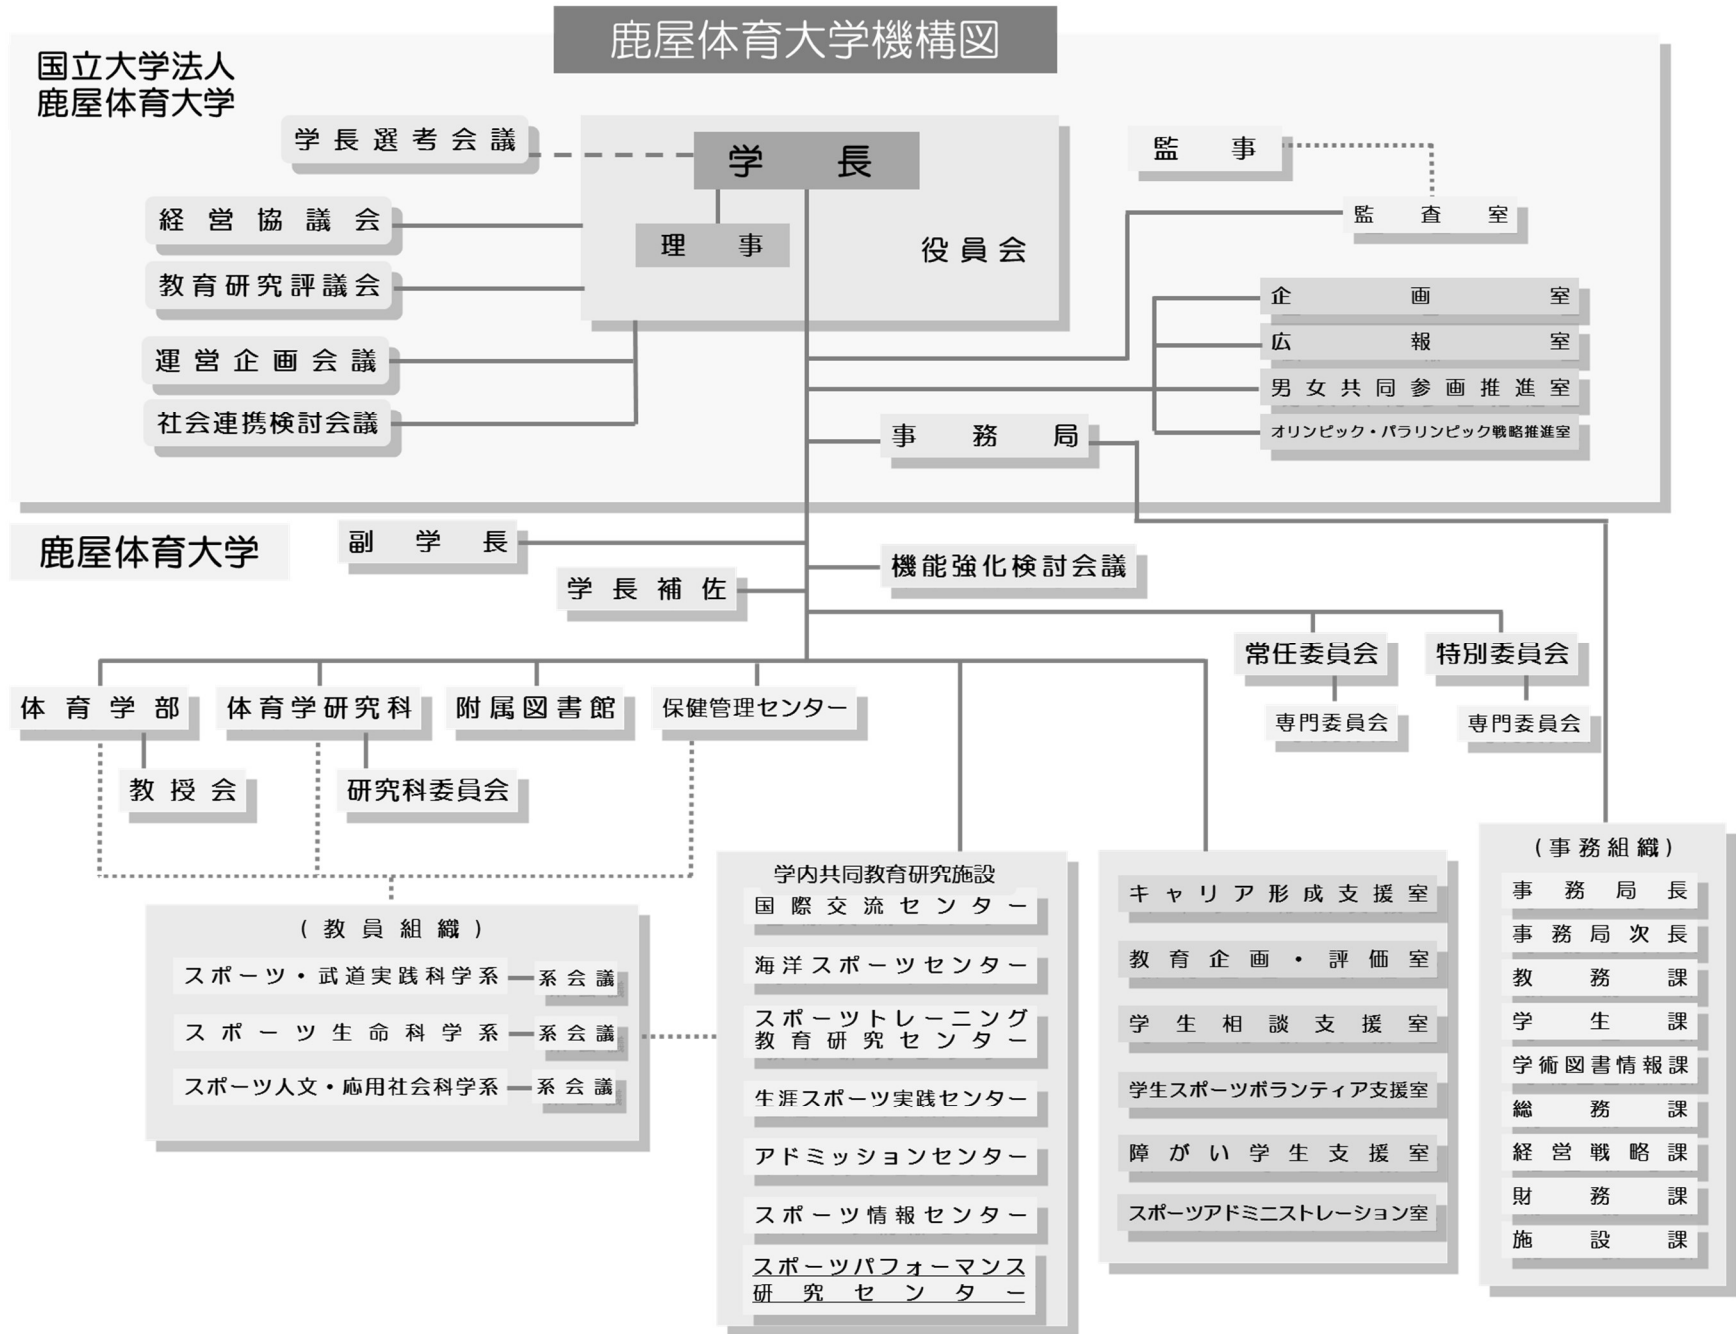 鹿屋体育大学機構図
国立大学法人
鹿屋体育大学
学長選考会議
学長
監事
経営協議会
理事
役員会
監査室
教育研究評議会
企画室
運営企画会議
広報室
男女共同参画推進室
社会連携検討会議
事務局
オリンピック・パラリンピック戦略推進室
鹿屋体育大学
副学長
機能強化検討会議
学長補佐
常任委員会
特別委員会
専門委員会
専門委員会
体育学部
体育学研究科
附属図書館
保健管理センター
教授会
研究科委員会
(教員組織)
スポーツ・武道実践科学系
系会議
スポーツ生命科学系
系会議
スポーツ人文・応用社会科学系
系会議
学内共同教育研究施設
国際交流センター
海洋スポーツセンター
スポーツトレーニング
教育研究センター
生涯スポーツ実践センター
アドミッションセンター
スポーツ情報センター
スポーツパフォーマンス
研究センター
キャリア形成支援室
教育企画・評価室
学生相談支援室
学生スポーツボランティア支援室
障がい学生支援室
スポーツアドミニストレーション室
(事務組織)
事務局長
事務局次長
教務課
学生課
学術図書情報課
総務課
経営戦略課
財務課
施設課